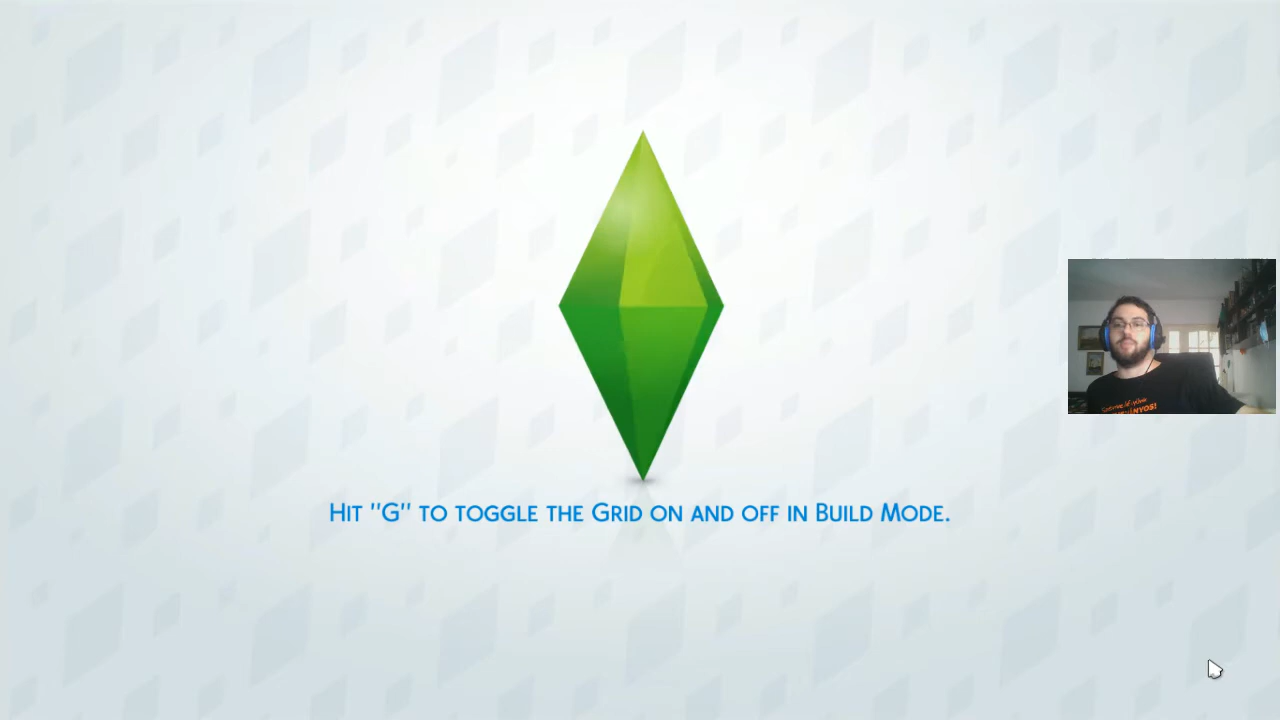 Hit "G" to toggle the Grid on and off in Build Mode.